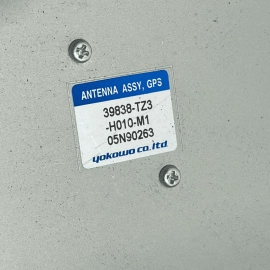 ANTENNA ASSY, GPS
39838-TZ3
-H010-M1
05N90263
yokowo co.ltd